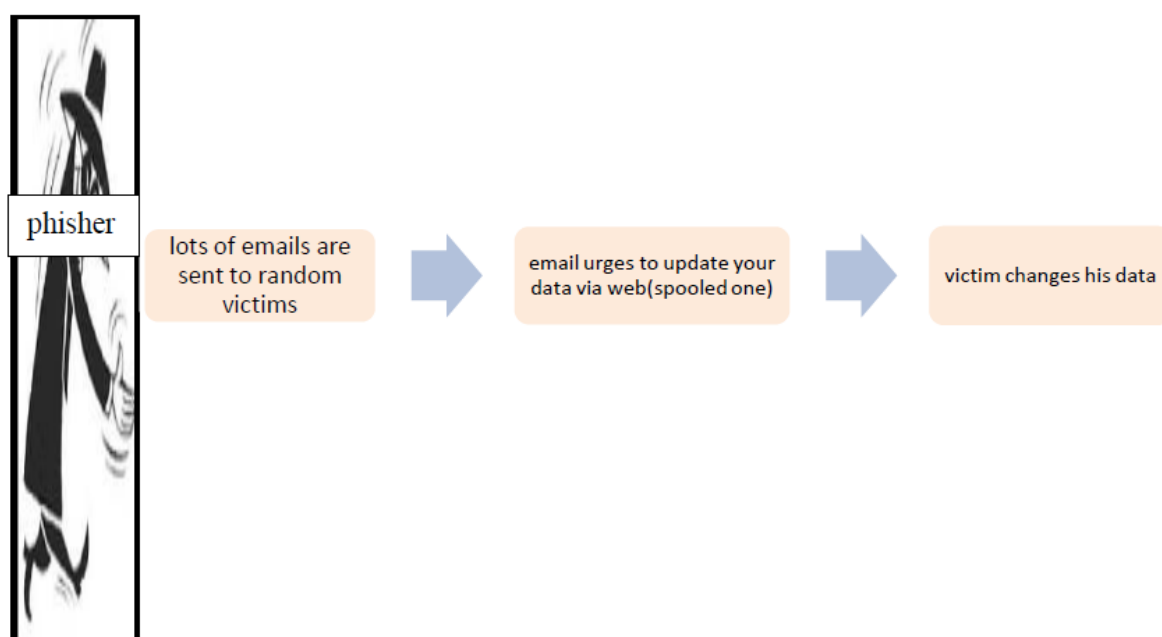 phisher
lots of emails are
sent to random
victims
email urges to update your
data via web(spooled one)
victim changes his data